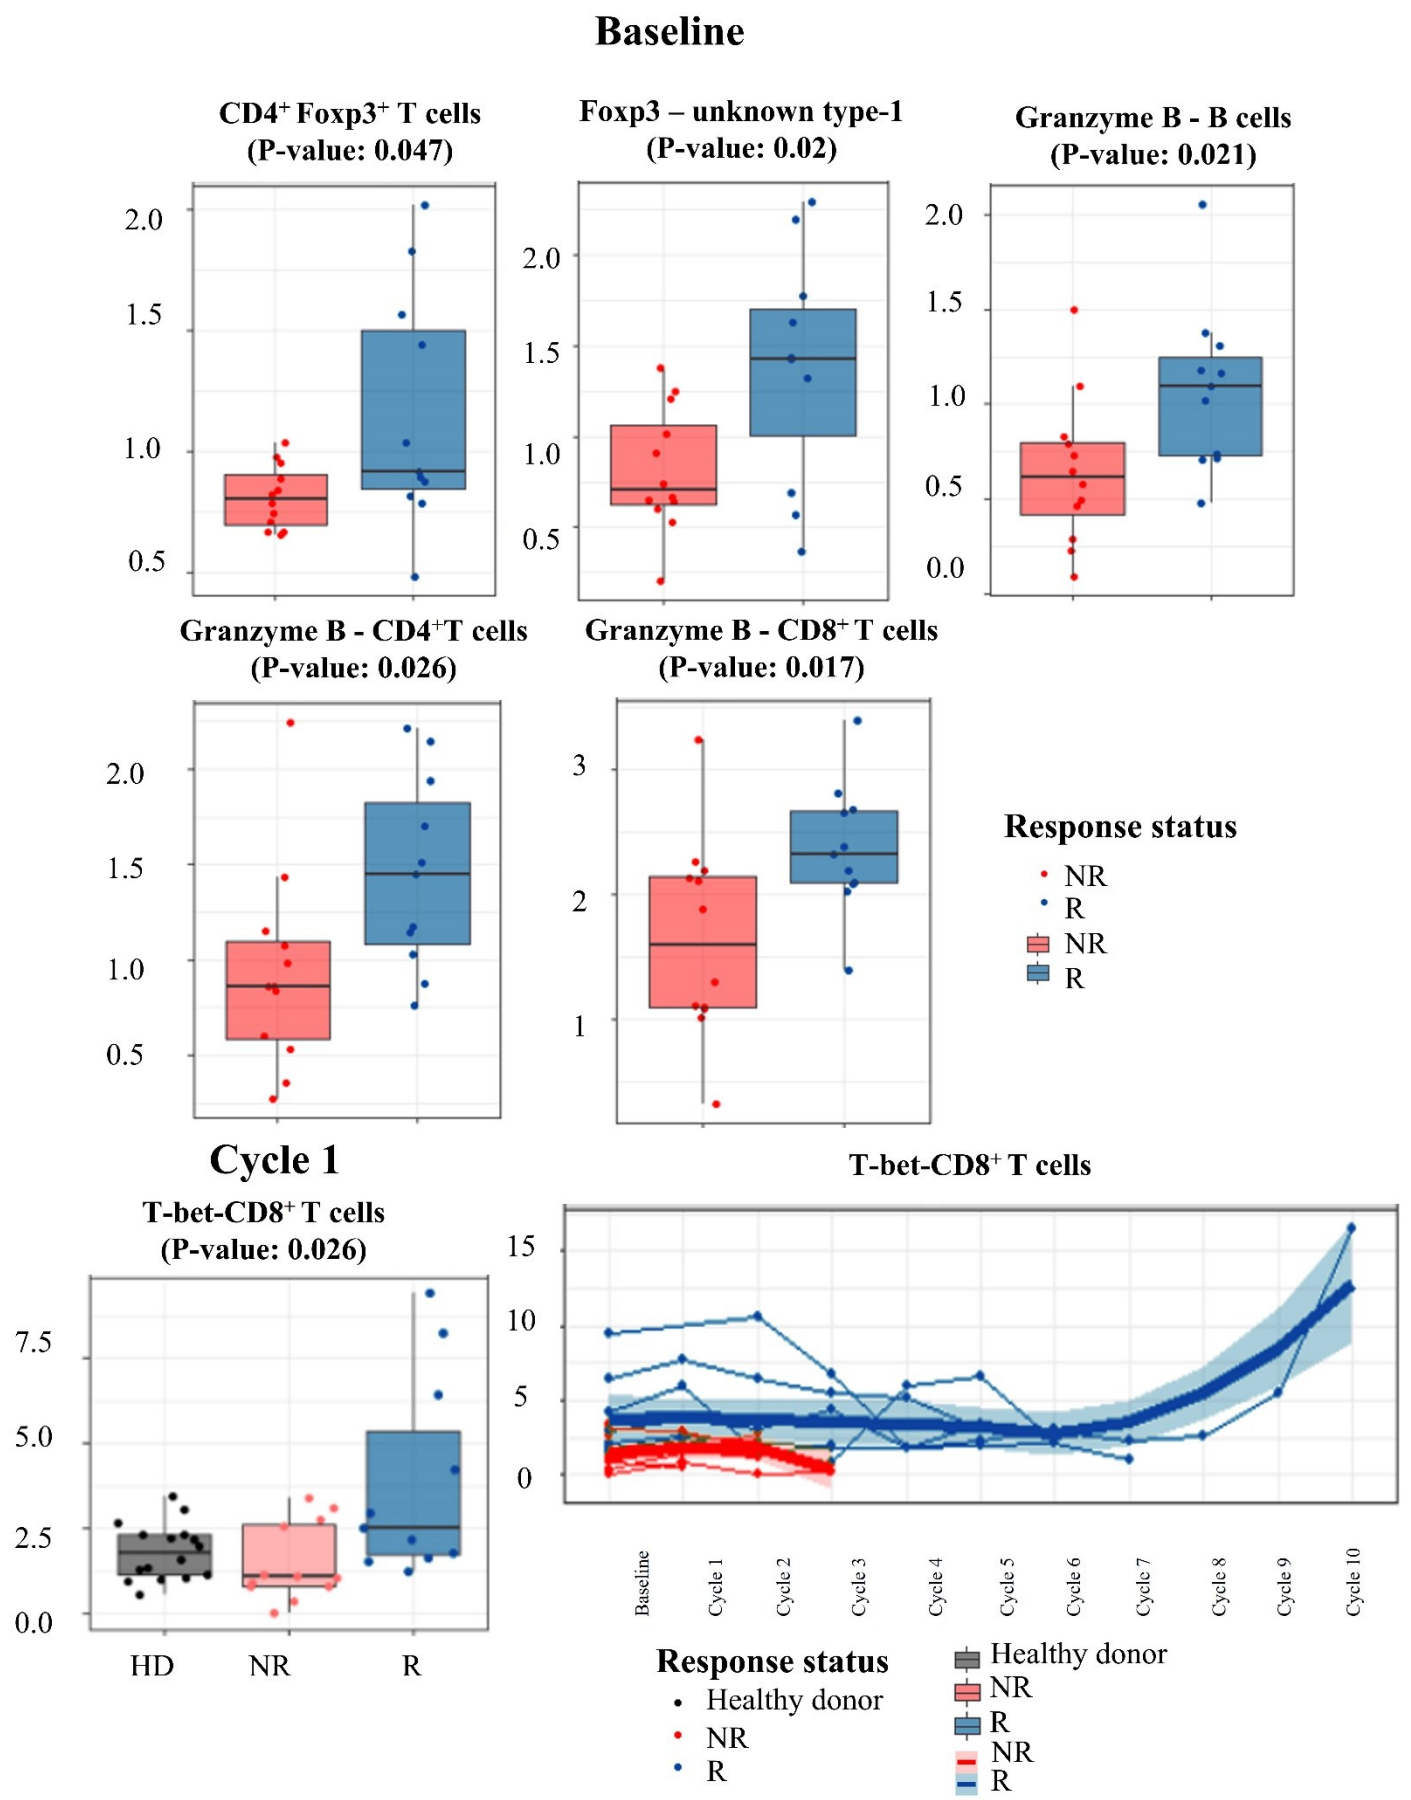 Baseline
CD4+ Foxp3+ T cells
(P-value: 0.047)
2.0
1.5
1.0
0.5
Foxp3 – unknown type-1
(P-value: 0.02)
2.0
1.5
1.0
0.5
Granzyme B - B cells
(P-value: 0.021)
2.0
1.5
1.0
0.5
0.0
Granzyme B - CD4+T cells
(P-value: 0.026)
2.0
1.5
1.0
0.5
Granzyme B - CD8+ T cells
(P-value: 0.017)
3
2
1
Response status
NR
R
NR
R
Cycle 1
T-bet-CD8+ T cells
(P-value: 0.026)
7.5
5.0
2.5
0.0
HD NR R
T-bet-CD8+ T cells
15
10
5
0
Baseline
Cycle 1
Cycle 2
Cycle 3
Cycle 4
Cycle 5
Cycle 6
Cycle 7
Cycle 8
Cycle 9
Cycle 10
Response status
Healthy donor
NR
R
Healthy donor
NR
R
NR
R